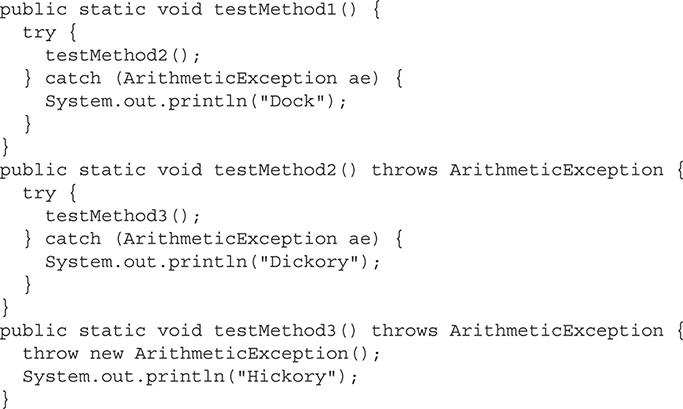 public static void testMethod1() {
  try {
    testMethod2();
  } catch (ArithmeticException ae) {
    System.out.println("Dock");
  }
}
public static void testMethod2() throws ArithmeticException {
  try {
    testMethod3();
  } catch (ArithmeticException ae) {
    System.out.println("Dickory");
  }
}
public static void testMethod3() throws ArithmeticException {
  throw new ArithmeticException();
  System.out.println("Hickory");
}